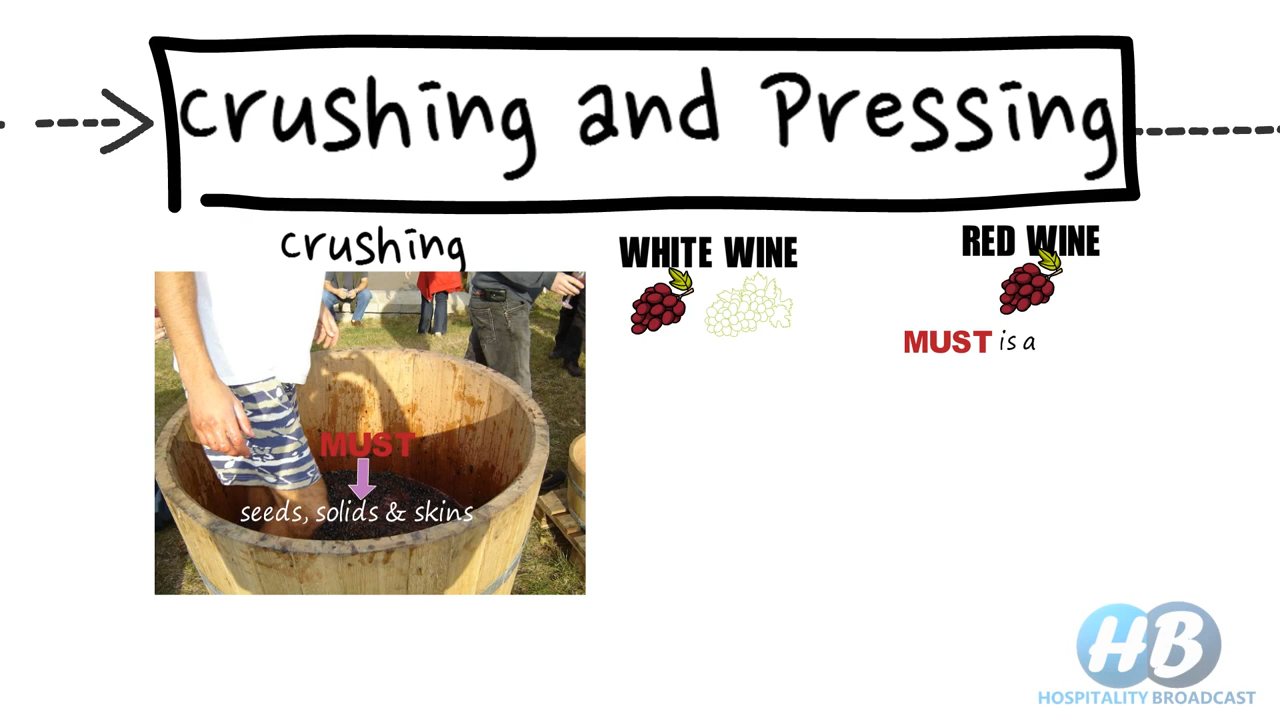 crushing and Pressing
crushing
MUST
seeds, solids & skins
WHITE WINE
RED WINE
MUST is a
HB
HOSPITALITY BROADCAST